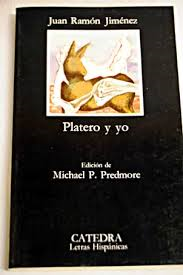 Juan Ramón Jiménez
Platero y yo
Edición de
Michael P. Predmore
CATEDRA
Letras Hispánicas